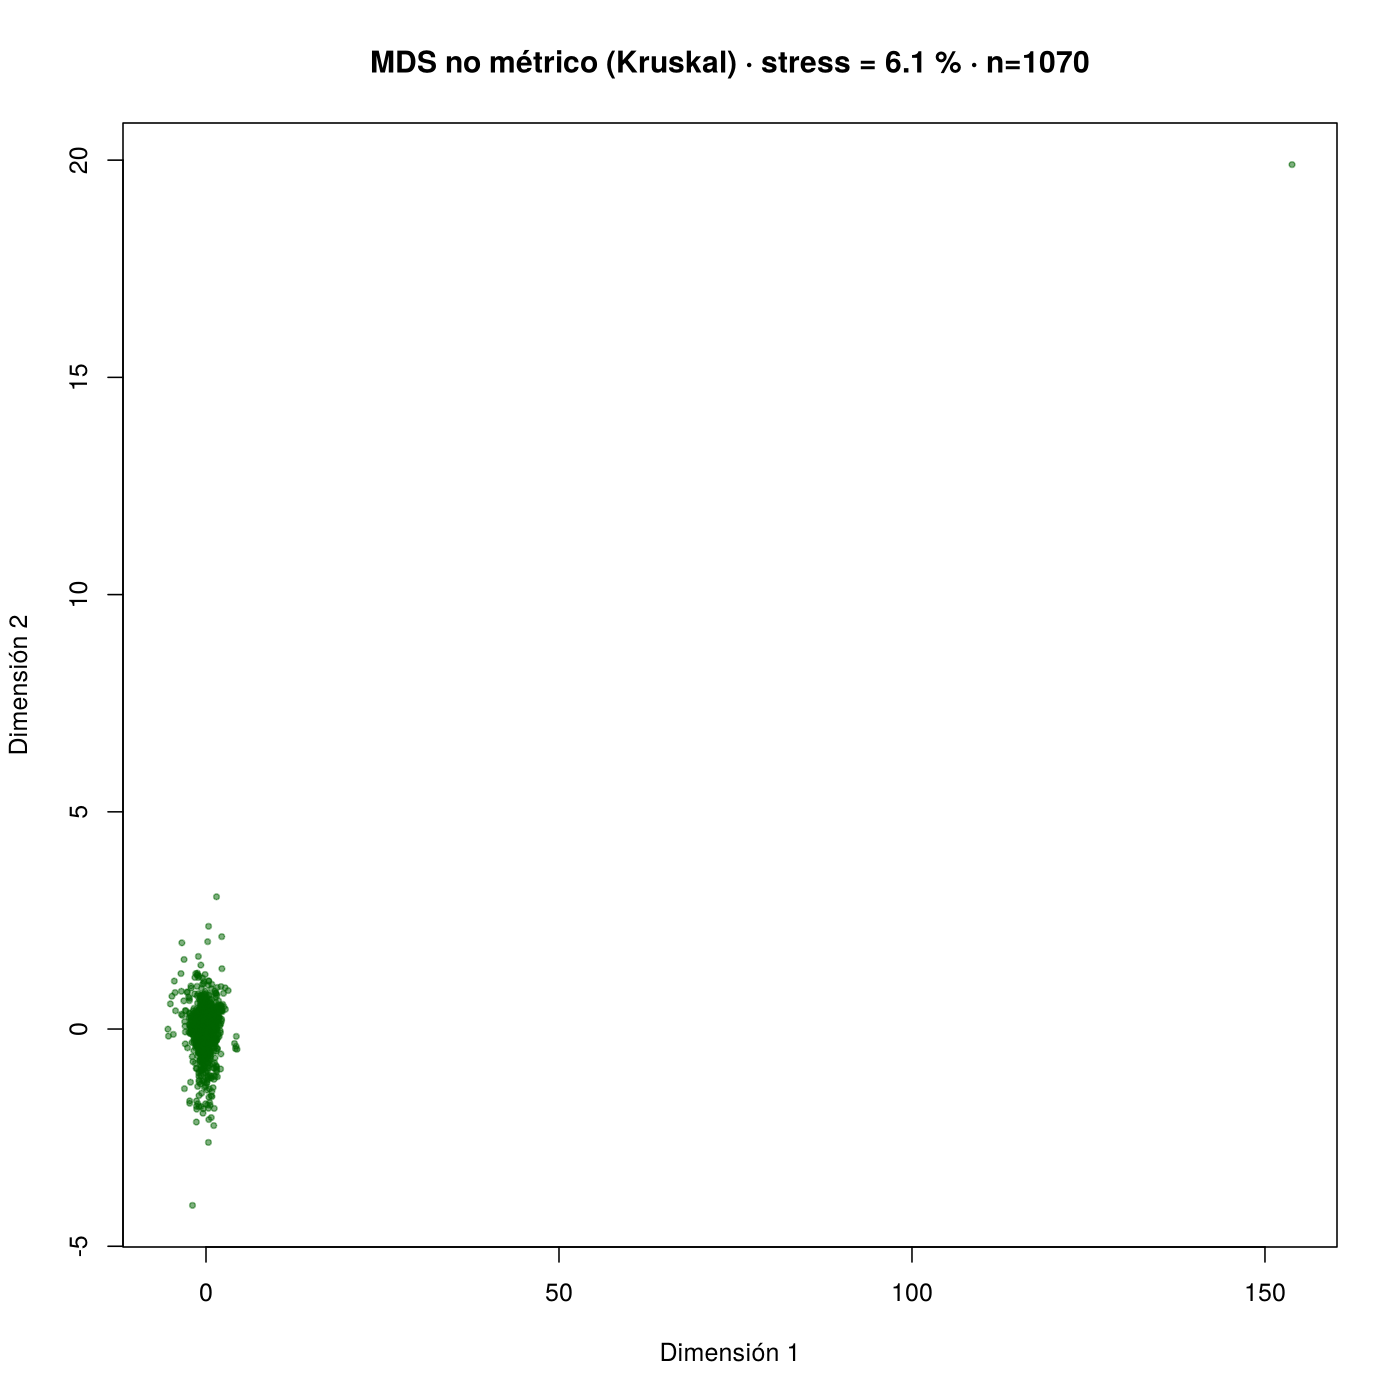 MDS no métrico (Kruskal) · stress = 6.1 % · n=1070
20
15
10
5
0
-5
Dimensión 2
0 50 100 150
Dimensión 1